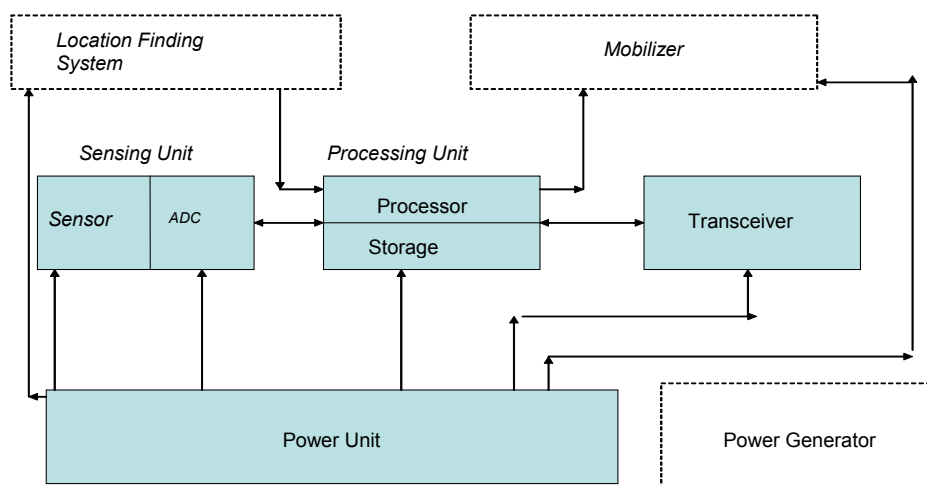 Location Finding
System
Mobilizer
Sensing Unit
Processing Unit
Sensor
ADC
Processor
Storage
Transceiver
Power Unit
Power Generator